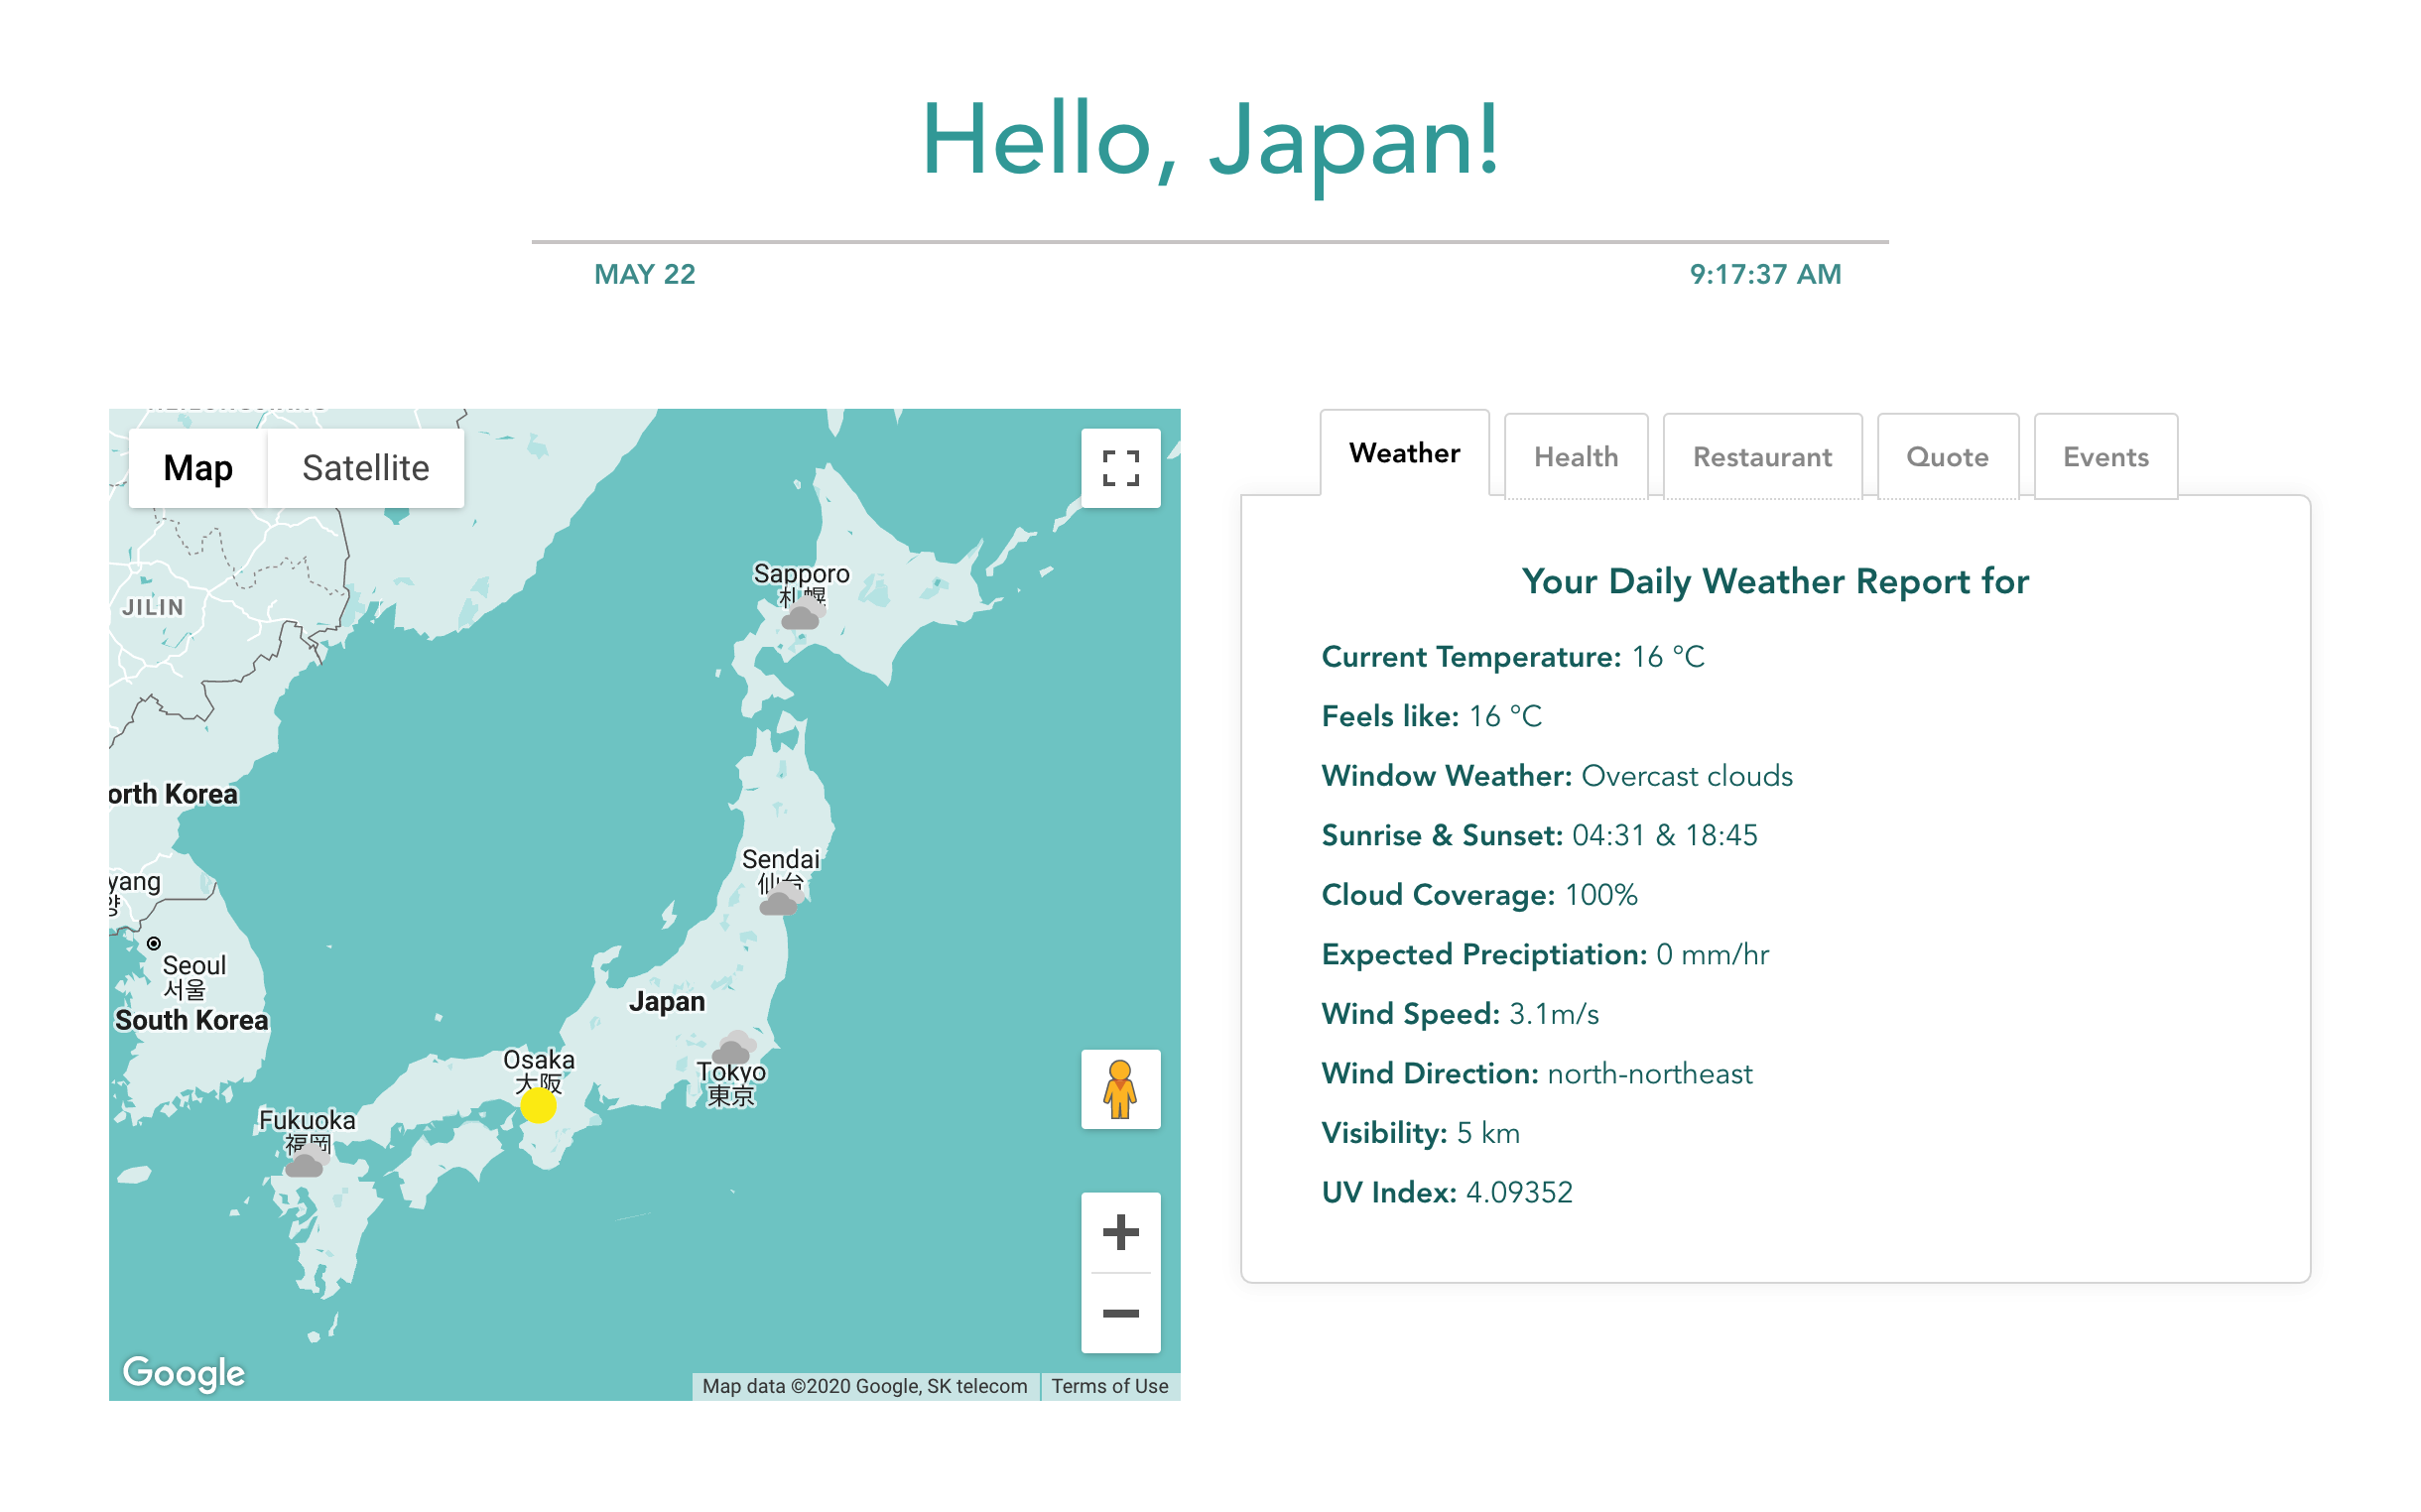 Hello, Japan!
MAY 22
9:17:37 AM
Map
Satellite
JILIN
Sapporo
札幌
orth Korea
Sendai
仙台
yang
Seoul
서울
South Korea
Japan
Osaka
大阪
Tokyo
東京
Fukuoka
福岡
Google
Map data ©2020 Google, SK telecom
Terms of Use
Weather
Health
Restaurant
Quote
Events
Your Daily Weather Report for
Current Temperature: 16 °C
Feels like: 16 °C
Window Weather: Overcast clouds
Sunrise & Sunset: 04:31 & 18:45
Cloud Coverage: 100%
Expected Preciptiation: 0 mm/hr
Wind Speed: 3.1m/s
Wind Direction: north-northeast
Visibility: 5 km
UV Index: 4.09352